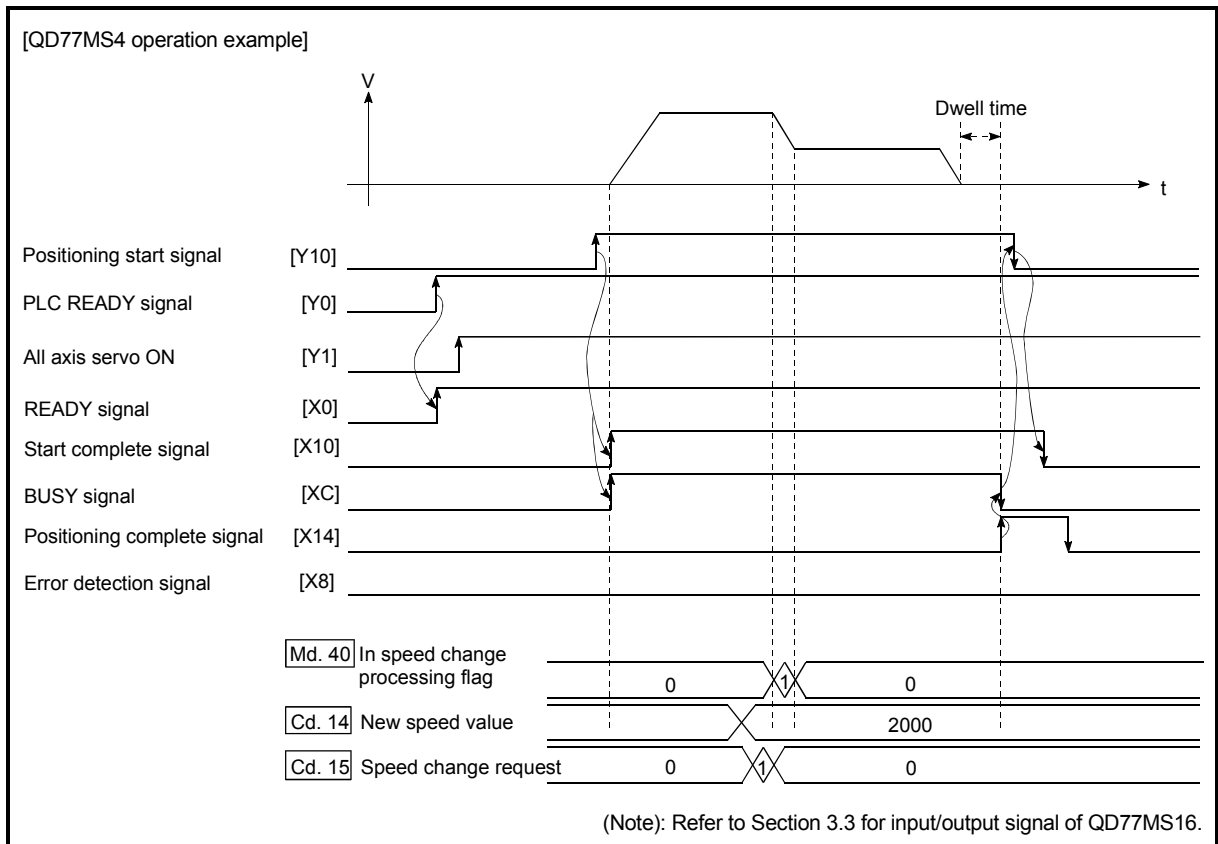 [QD77MS4 operation example]
V
Dwell time
t
Positioning start signal [Y10]
PLC READY signal [Y0]
All axis servo ON [Y1]
READY signal [X0]
Start complete signal [X10]
BUSY signal [XC]
Positioning complete signal [X14]
Error detection signal [X8]
Md. 40 In speed change
processing flag
0 1 0
Cd. 14 New speed value 2000
Cd. 15 Speed change request 0 1 0
(Note): Refer to Section 3.3 for input/output signal of QD77MS16.